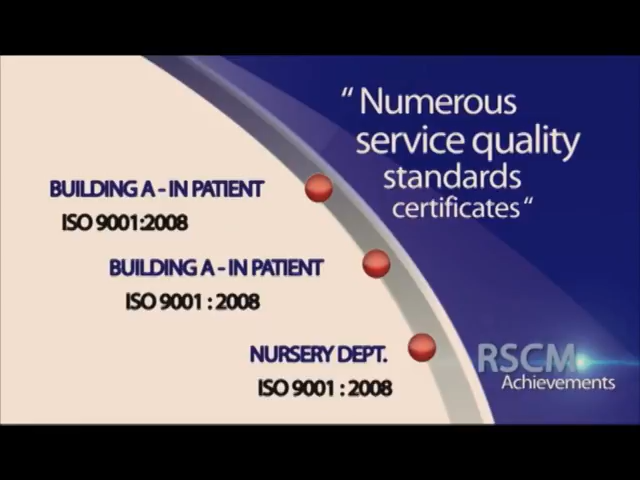 “ Numerous
service quality
standards
certificates “
BUILDING A - IN PATIENT
ISO 9001:2008
BUILDING A - IN PATIENT
ISO 9001 : 2008
NURSERY DEPT.
ISO 9001 : 2008
RSCM
Achievements